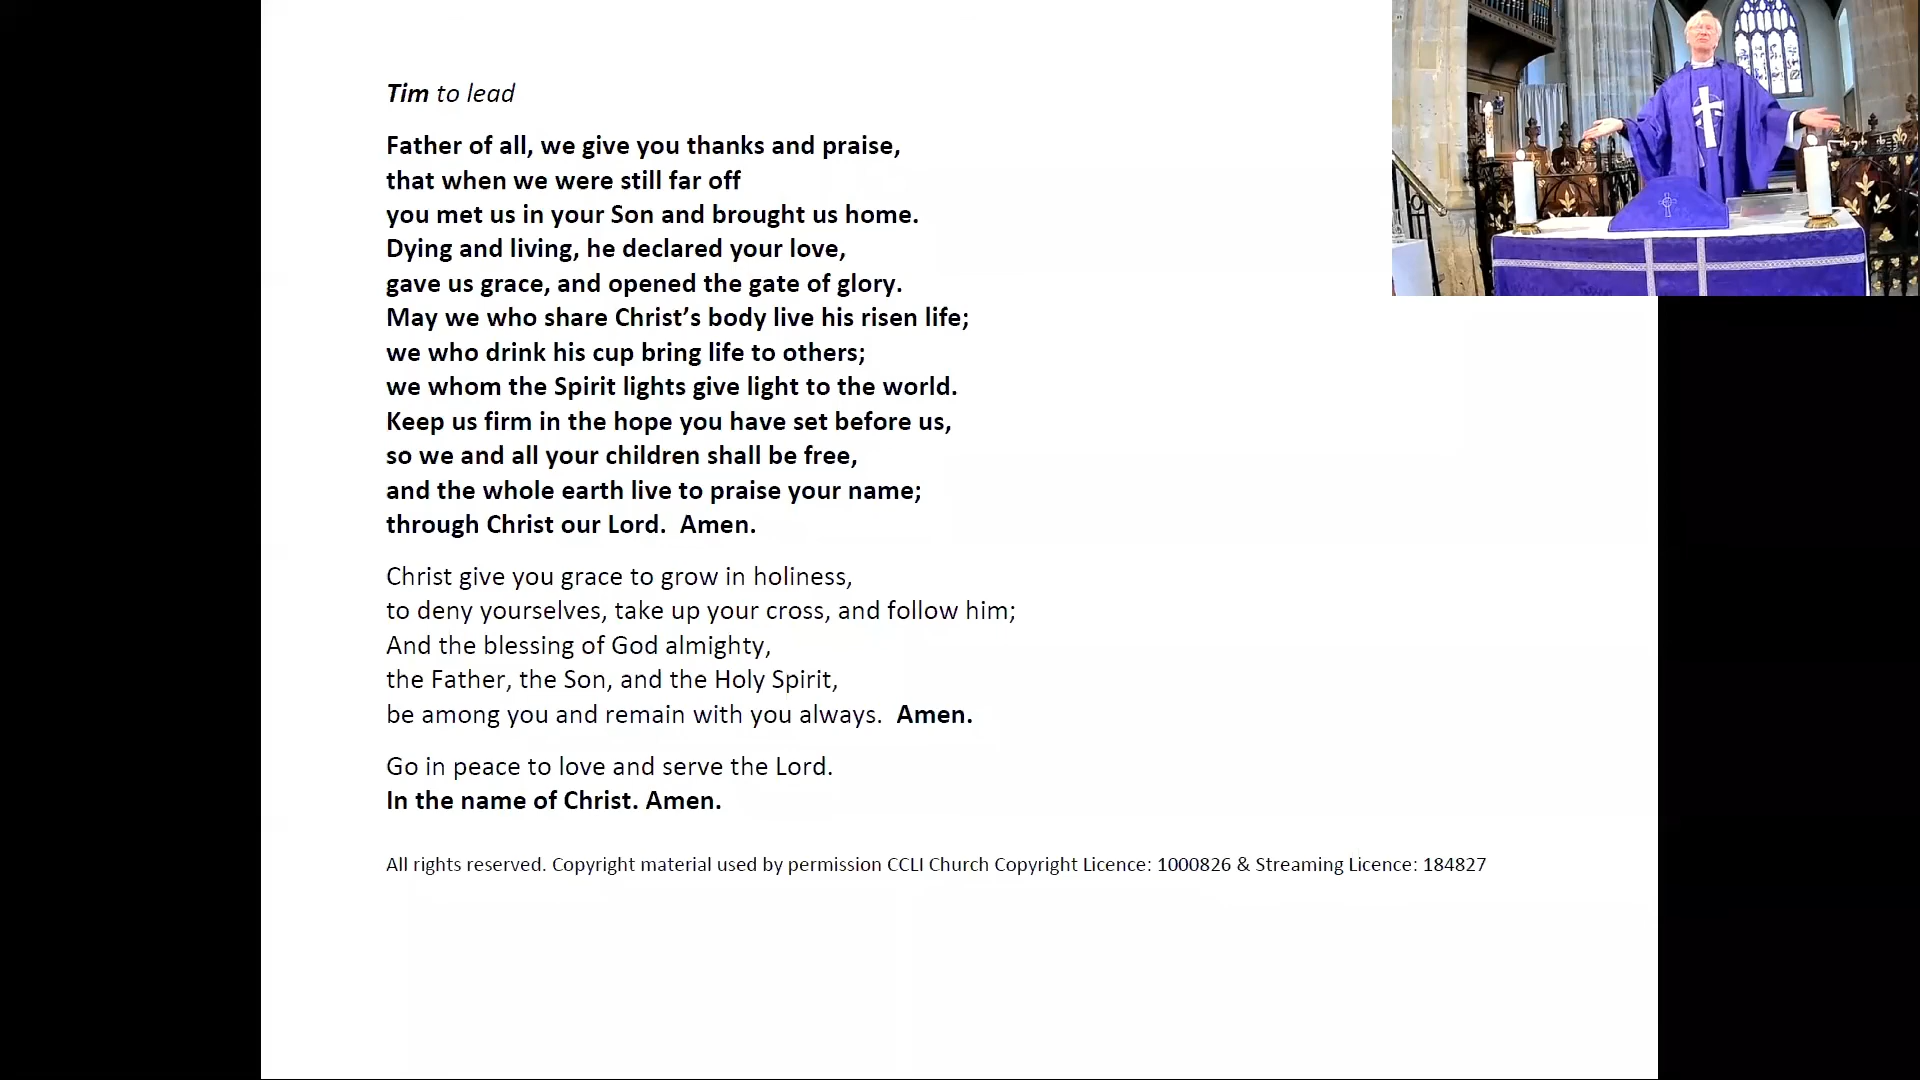 Tim to lead
Father of all, we give you thanks and praise,
that when we were still far off
you met us in your Son and brought us home.
Dying and living, he declared your love,
gave us grace, and opened the gate of glory.
May we who share Christ’s body live his risen life;
we who drink his cup bring life to others;
we whom the Spirit lights give light to the world.
Keep us firm in the hope you have set before us,
so we and all your children shall be free,
and the whole earth live to praise your name;
through Christ our Lord.  Amen.
Christ give you grace to grow in holiness,
to deny yourselves, take up your cross, and follow him;
And the blessing of God almighty,
the Father, the Son, and the Holy Spirit,
be among you and remain with you always.  Amen.
Go in peace to love and serve the Lord.
In the name of Christ. Amen.
All rights reserved. Copyright material used by permission CCLI Church Copyright Licence: 1000826 & Streaming Licence: 184827